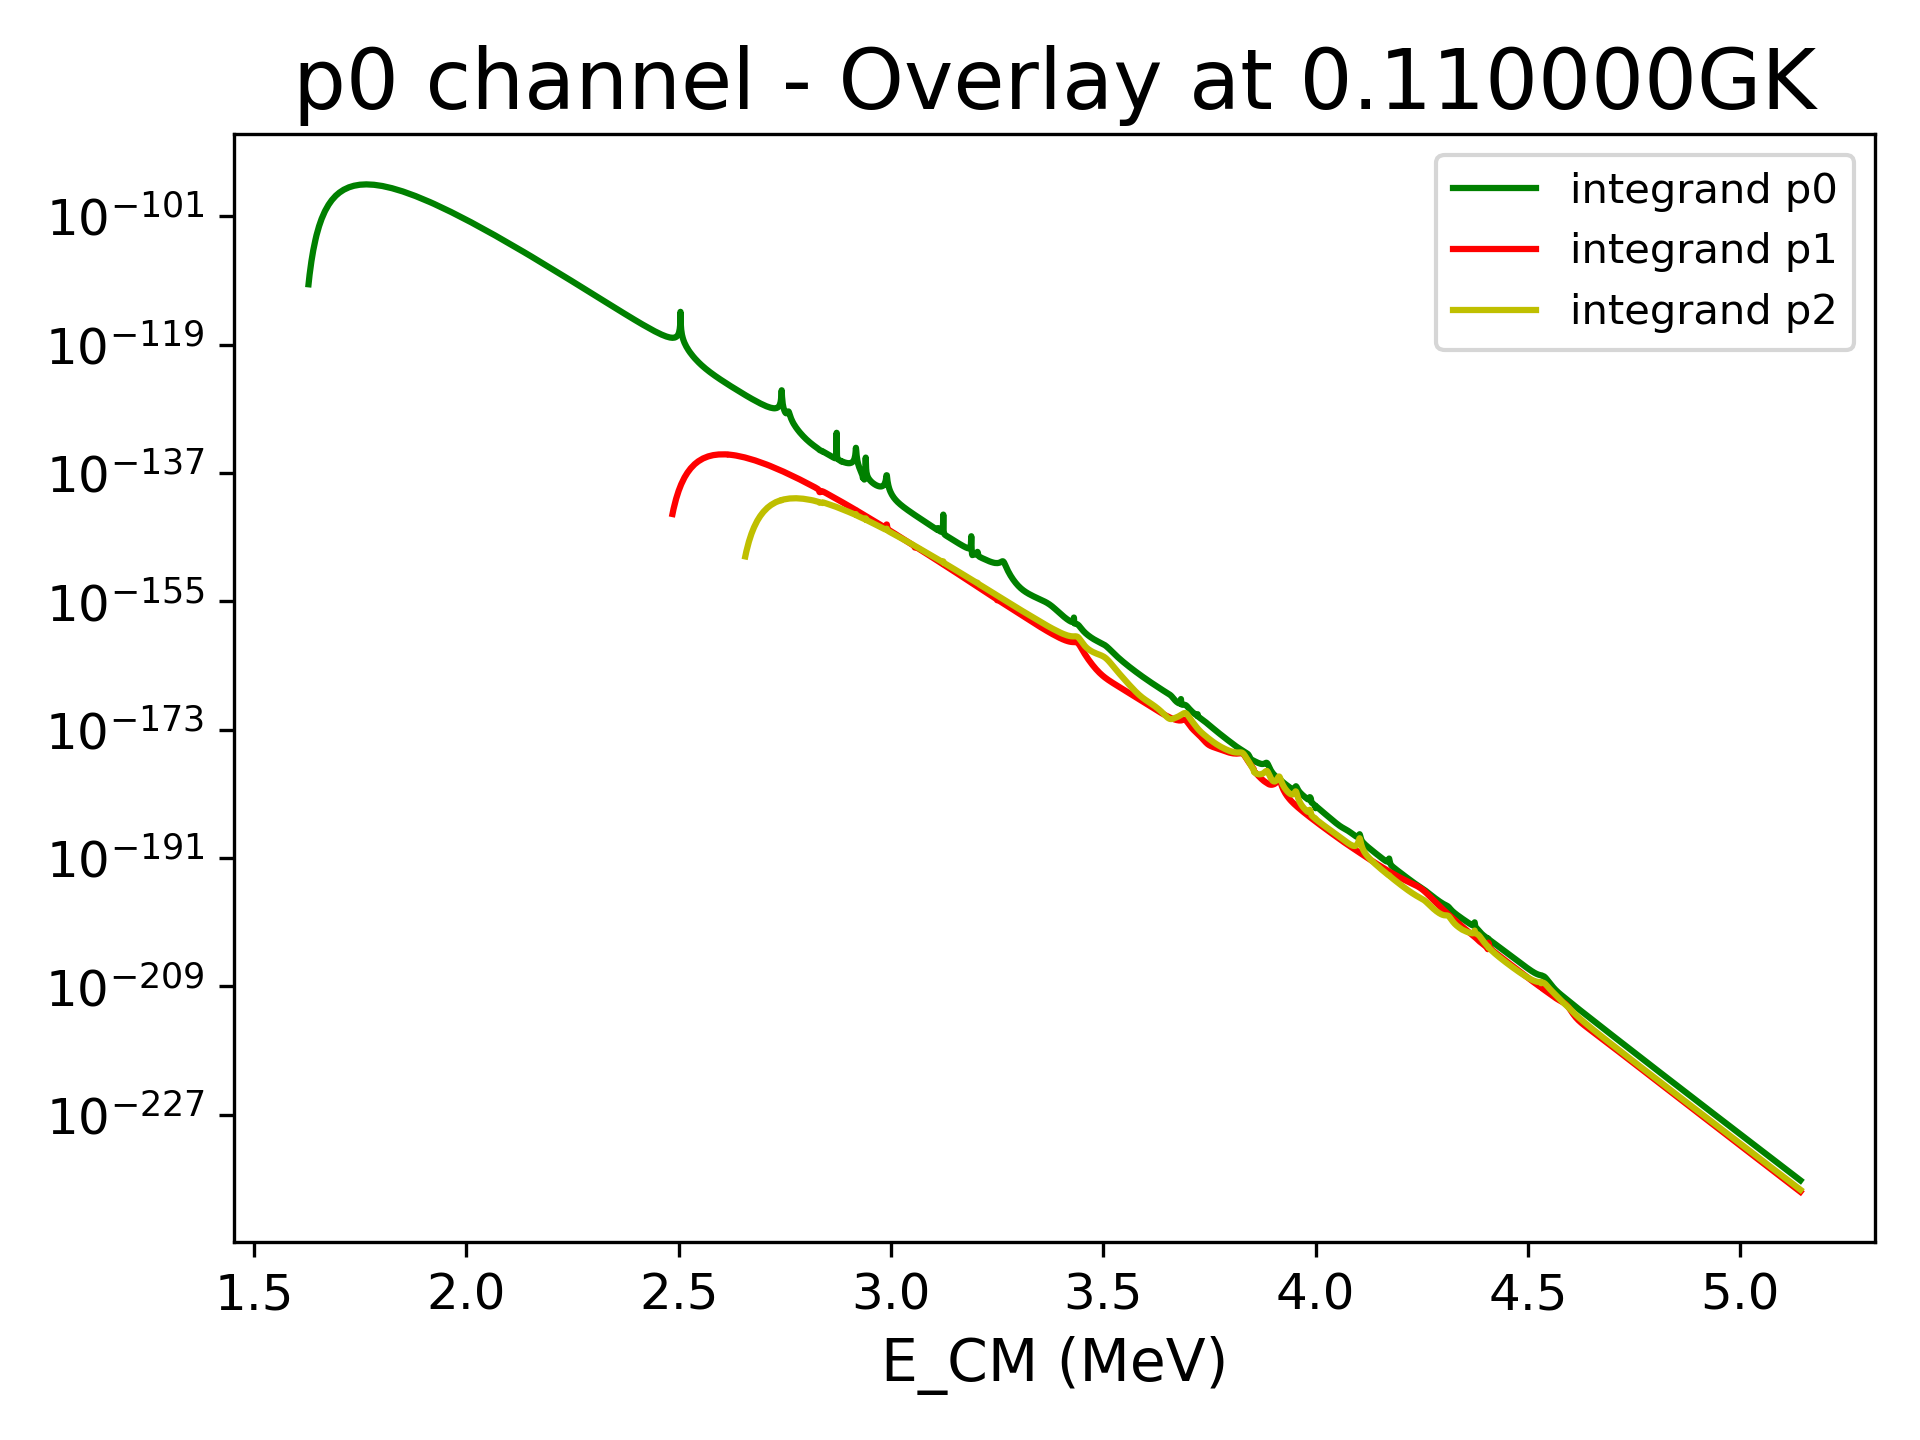 p0 channel - Overlay at 0.110000GK
integrand p0
integrand p1
integrand p2
10⁻¹⁰¹
10⁻¹¹⁹
10⁻¹³⁷
10⁻¹⁵⁵
10⁻¹⁷³
10⁻¹⁹¹
10⁻²⁰⁹
10⁻²²⁷
1.5 2.0 2.5 3.0 3.5 4.0 4.5 5.0
E_CM (MeV)